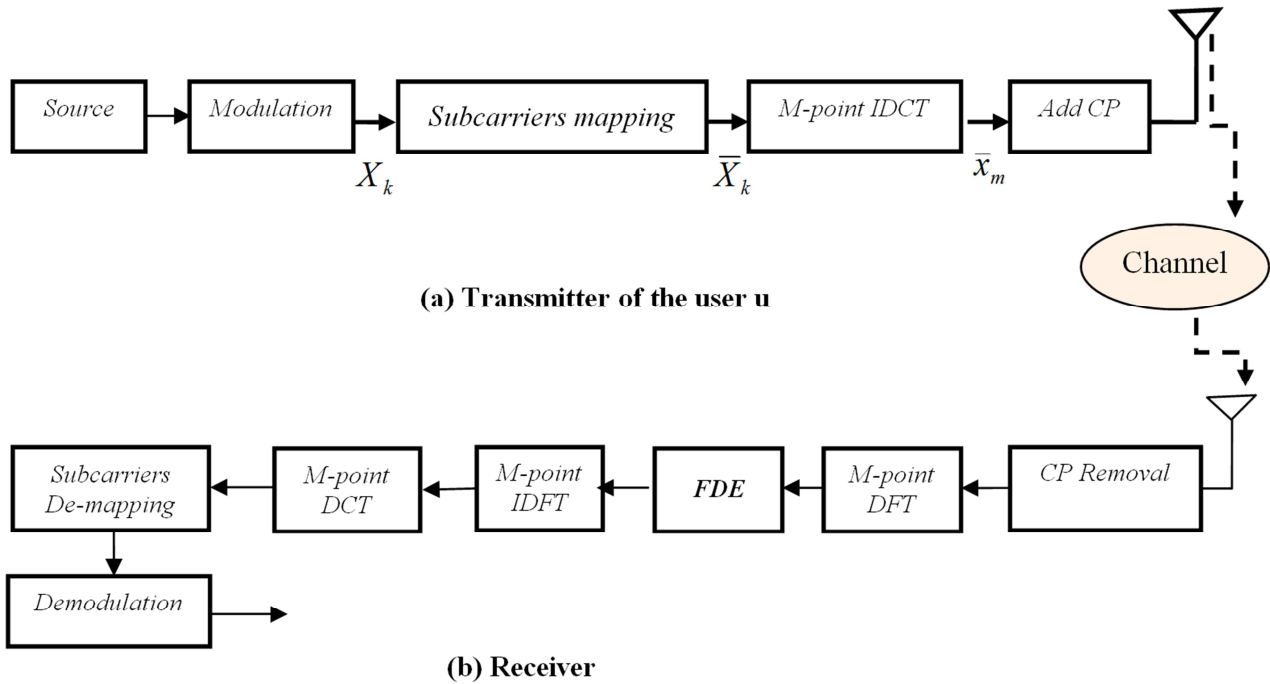 Source
Modulation
Subcarriers mapping
M-point IDCT
Add CP
X_k
X̅_k
x̅_m
Channel
(a) Transmitter of the user u
Subcarriers
De-mapping
M-point
DCT
M-point
IDFT
FDE
M-point
DFT
CP Removal
Demodulation
(b) Receiver